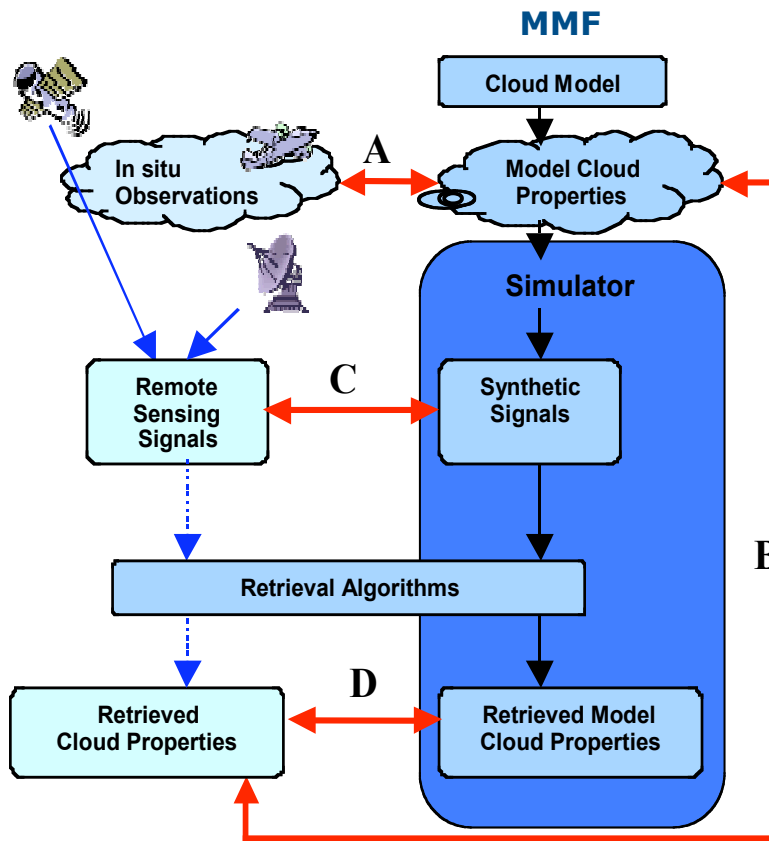 MMF
Cloud Model
In situ
Observations
A
Model Cloud
Properties
Simulator
Remote
Sensing
Signals
C
Synthetic
Signals
B
Retrieval Algorithms
D
Retrieved
Cloud Properties
Retrieved Model
Cloud Properties